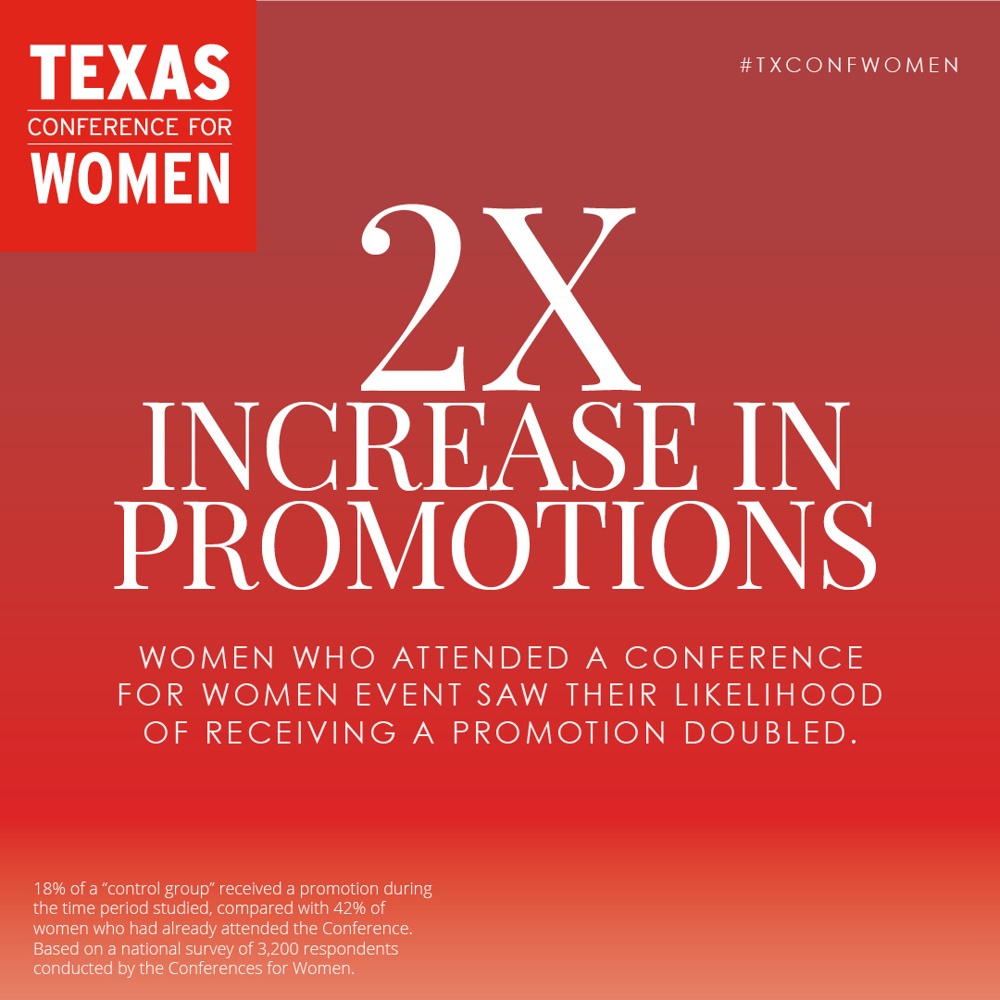 TEXAS
CONFERENCE FOR
WOMEN
#TXCONFWOMEN
2X
INCREASE IN
PROMOTIONS
WOMEN WHO ATTENDED A CONFERENCE
FOR WOMEN EVENT SAW THEIR LIKELIHOOD
OF RECEIVING A PROMOTION DOUBLED.
18% of a “control group” received a promotion during
the time period studied, compared with 42% of
women who had already attended the Conference.
Based on a national survey of 3,200 respondents
conducted by the Conferences for Women.